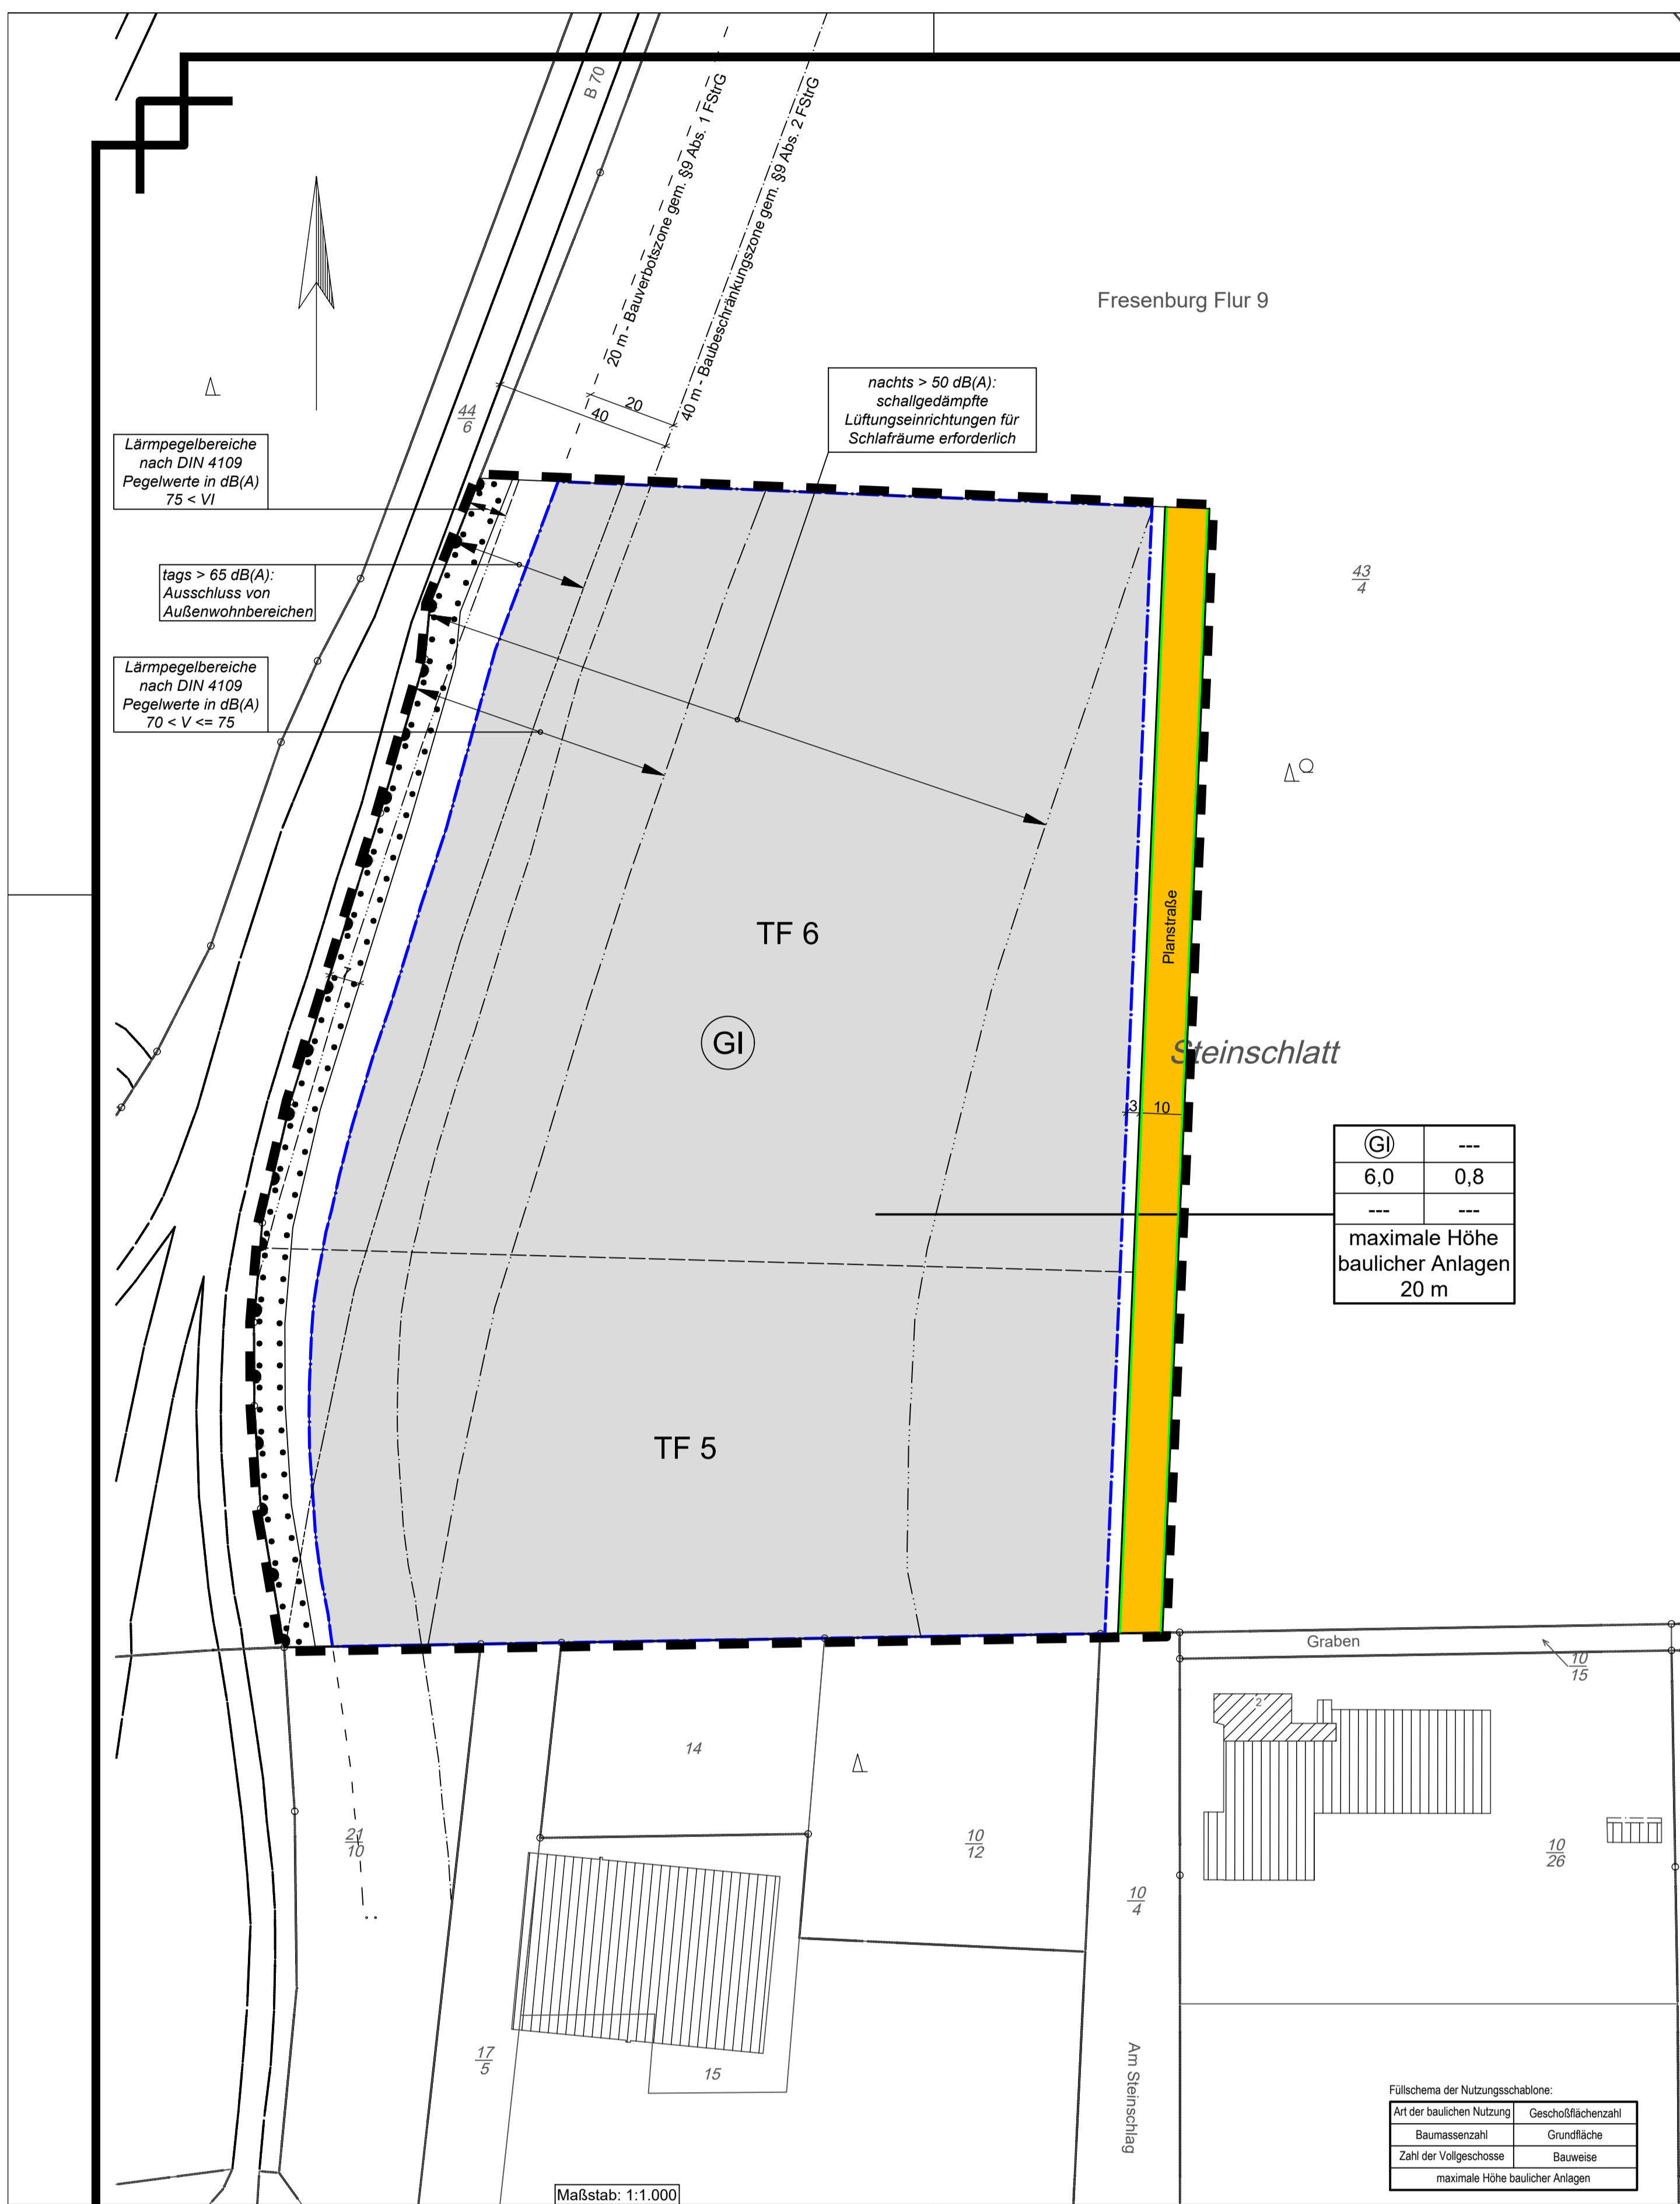 B 70
20 m - Bauverbotszone gem. §9 Abs. 1 FStrG
40 m - Baubeschränkungszone gem. §9 Abs. 2 FStrG
Fresenburg Flur 9
nachts > 50 dB(A):
schallgedämpfte
Lüftungseinrichtungen für
Schlafräume erforderlich
20
40
44
6
Lärmpegelbereiche
nach DIN 4109
Pegelwerte in dB(A)
75 < VI
tags > 65 dB(A):
Ausschluss von
Außenwohnbereichen
43
4
Lärmpegelbereiche
nach DIN 4109
Pegelwerte in dB(A)
70 < V <= 75
TF 6
Planstraße
7
GI
Steinschlatt
3
10
GI ---
6,0 0,8
--- ---
maximale Höhe
baulicher Anlagen
20 m
TF 5
Graben
10
15
2
14
21
10
10
12
10
26
10
4
17
5
15
Am Steinschlag
Füllschema der Nutzungsschablone:
Art der baulichen Nutzung Geschoßflächenzahl
Baumassenzahl Grundfläche
Zahl der Vollgeschosse Bauweise
maximale Höhe baulicher Anlagen
Maßstab: 1:1.000